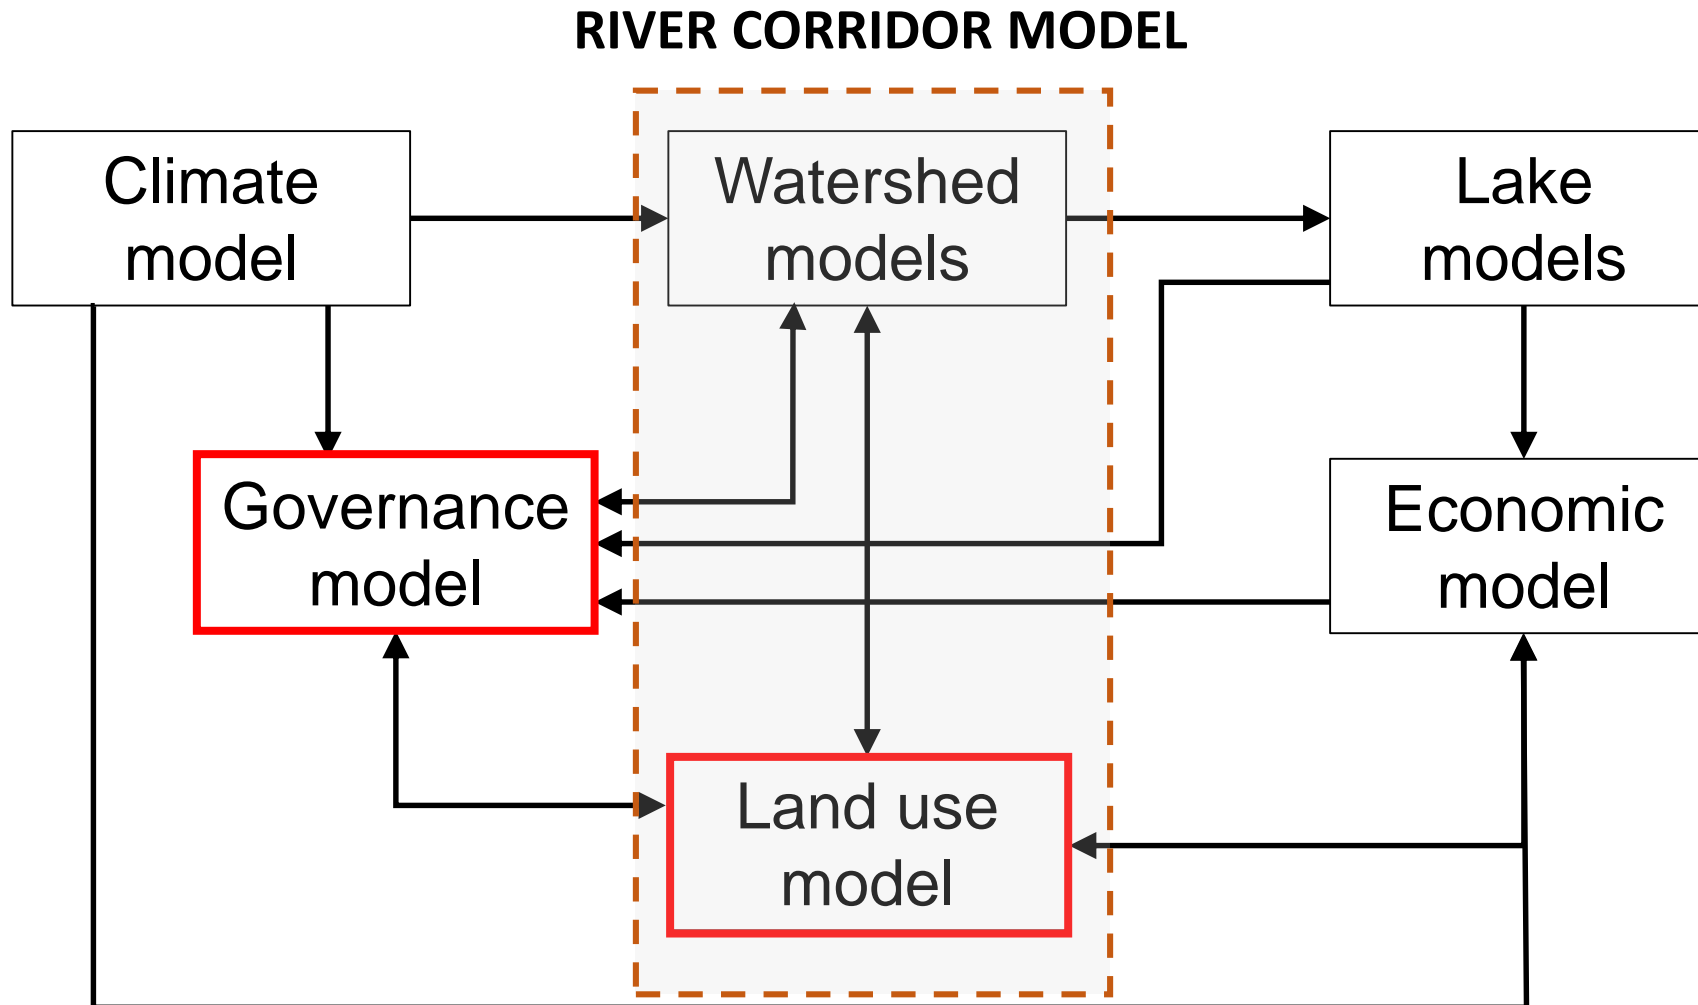 RIVER CORRIDOR MODEL
Climate
model
Watershed
models
Lake
models
Governance
model
Economic
model
Land use
model